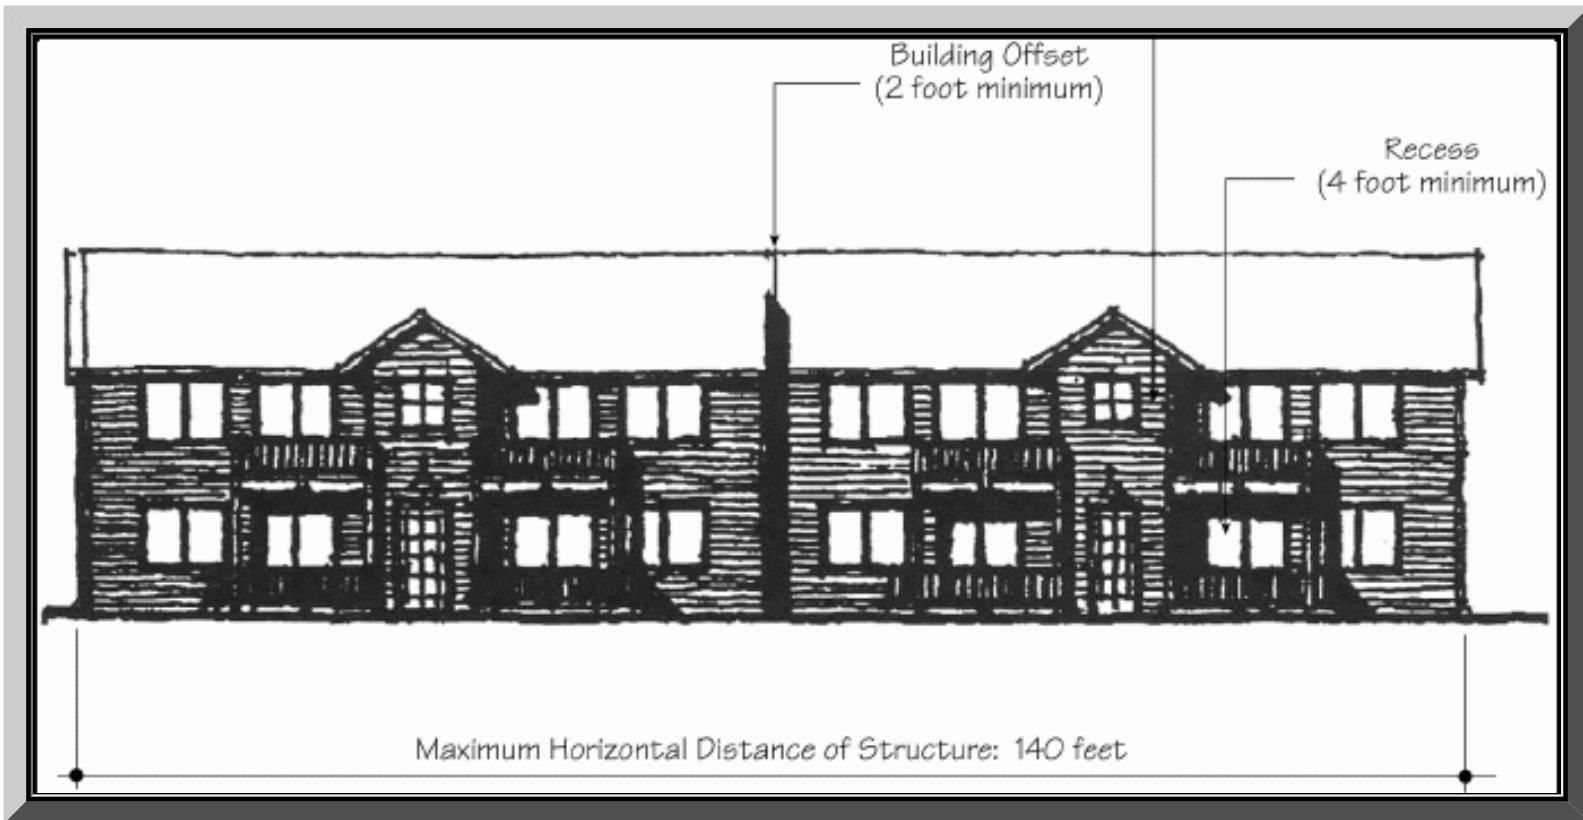 Building Offset
(2 foot minimum)
Recess
(4 foot minimum)
Maximum Horizontal Distance of Structure: 140 feet